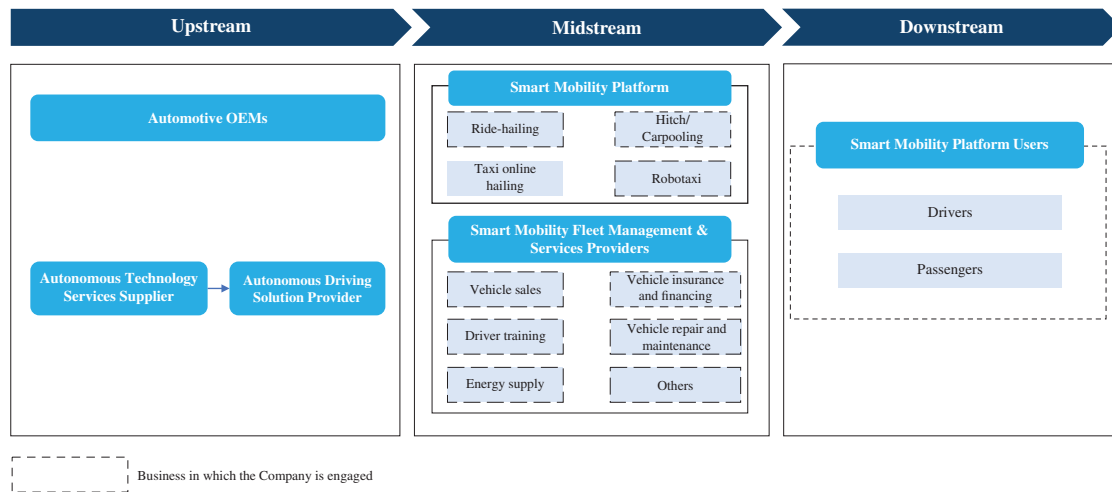 Upstream
Midstream
Downstream
Automotive OEMs
Autonomous Technology
Services Supplier
Autonomous Driving
Solution Provider
Smart Mobility Platform
Ride-hailing
Hitch/
Carpooling
Taxi online
hailing
Robotaxi
Smart Mobility Fleet Management &
Services Providers
Vehicle sales
Vehicle insurance
and financing
Driver training
Vehicle repair and
maintenance
Energy supply
Others
Smart Mobility Platform Users
Drivers
Passengers
Business in which the Company is engaged